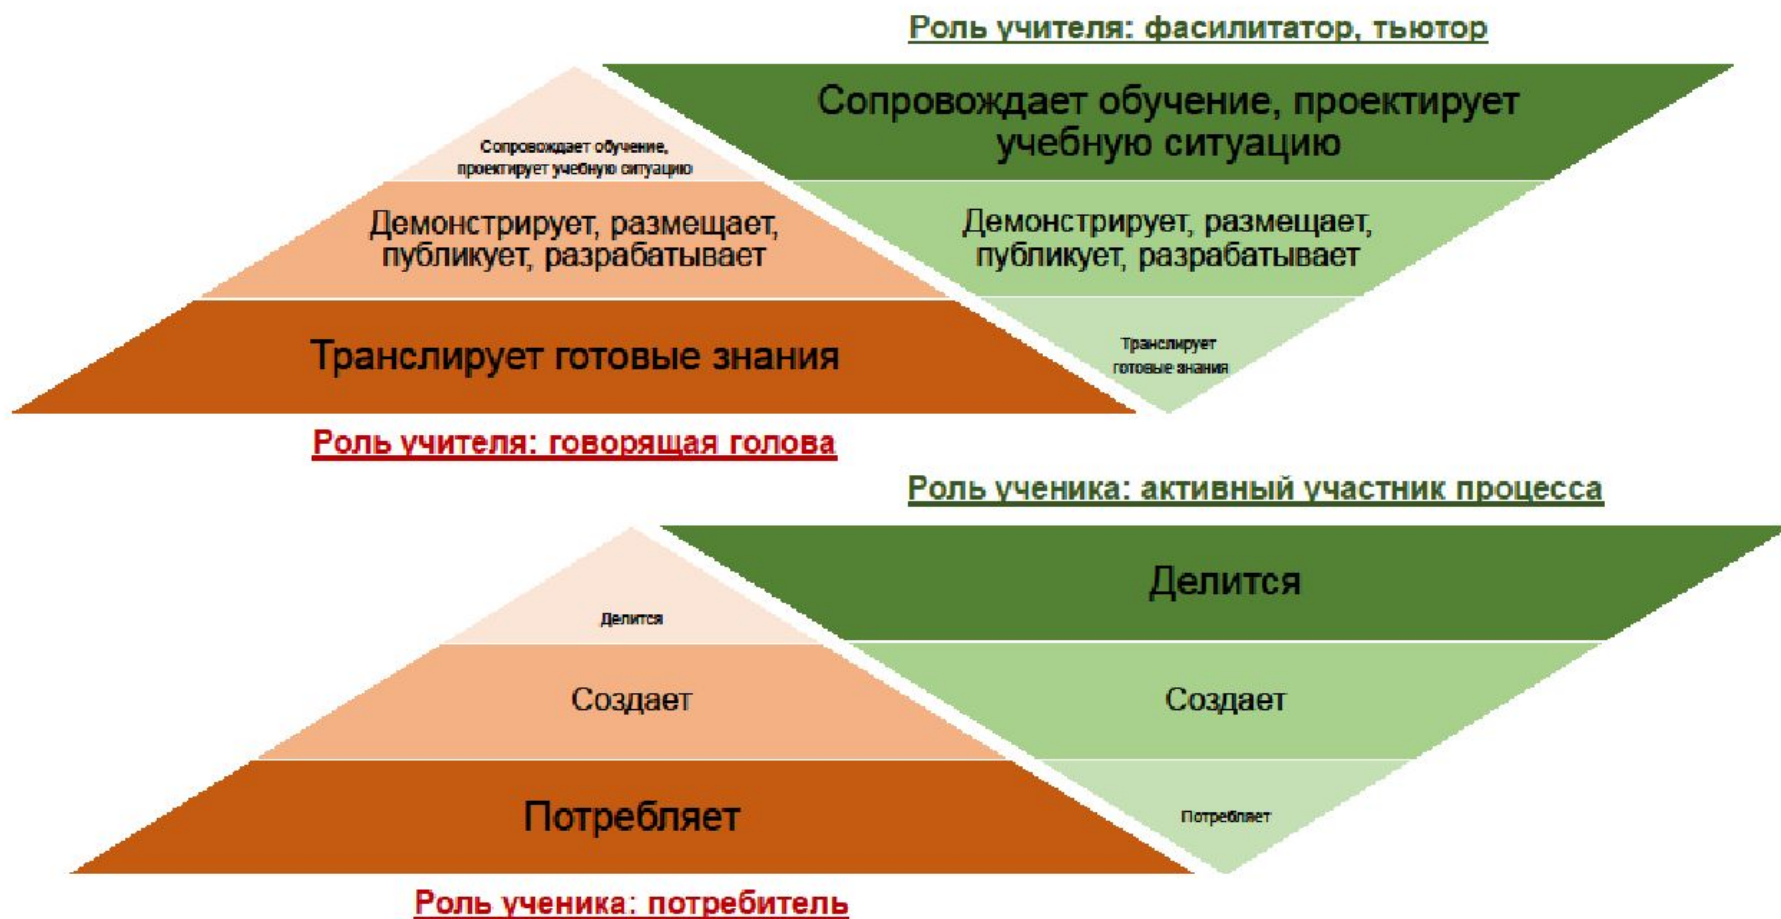 Роль учителя: фасилитатор, тьютор
Сопровождает обучение,
проектирует учебную ситуацию
Демонстрирует, размещает,
публикует, разрабатывает
Транслирует готовые знания
Сопровождает обучение, проектирует
учебную ситуацию
Демонстрирует, размещает,
публикует, разрабатывает
Транслирует
готовые знания
Роль учителя: говорящая голова
Роль ученика: активный участник процесса
Делится
Создает
Потребляет
Делится
Создает
Потребляет
Роль ученика: потребитель